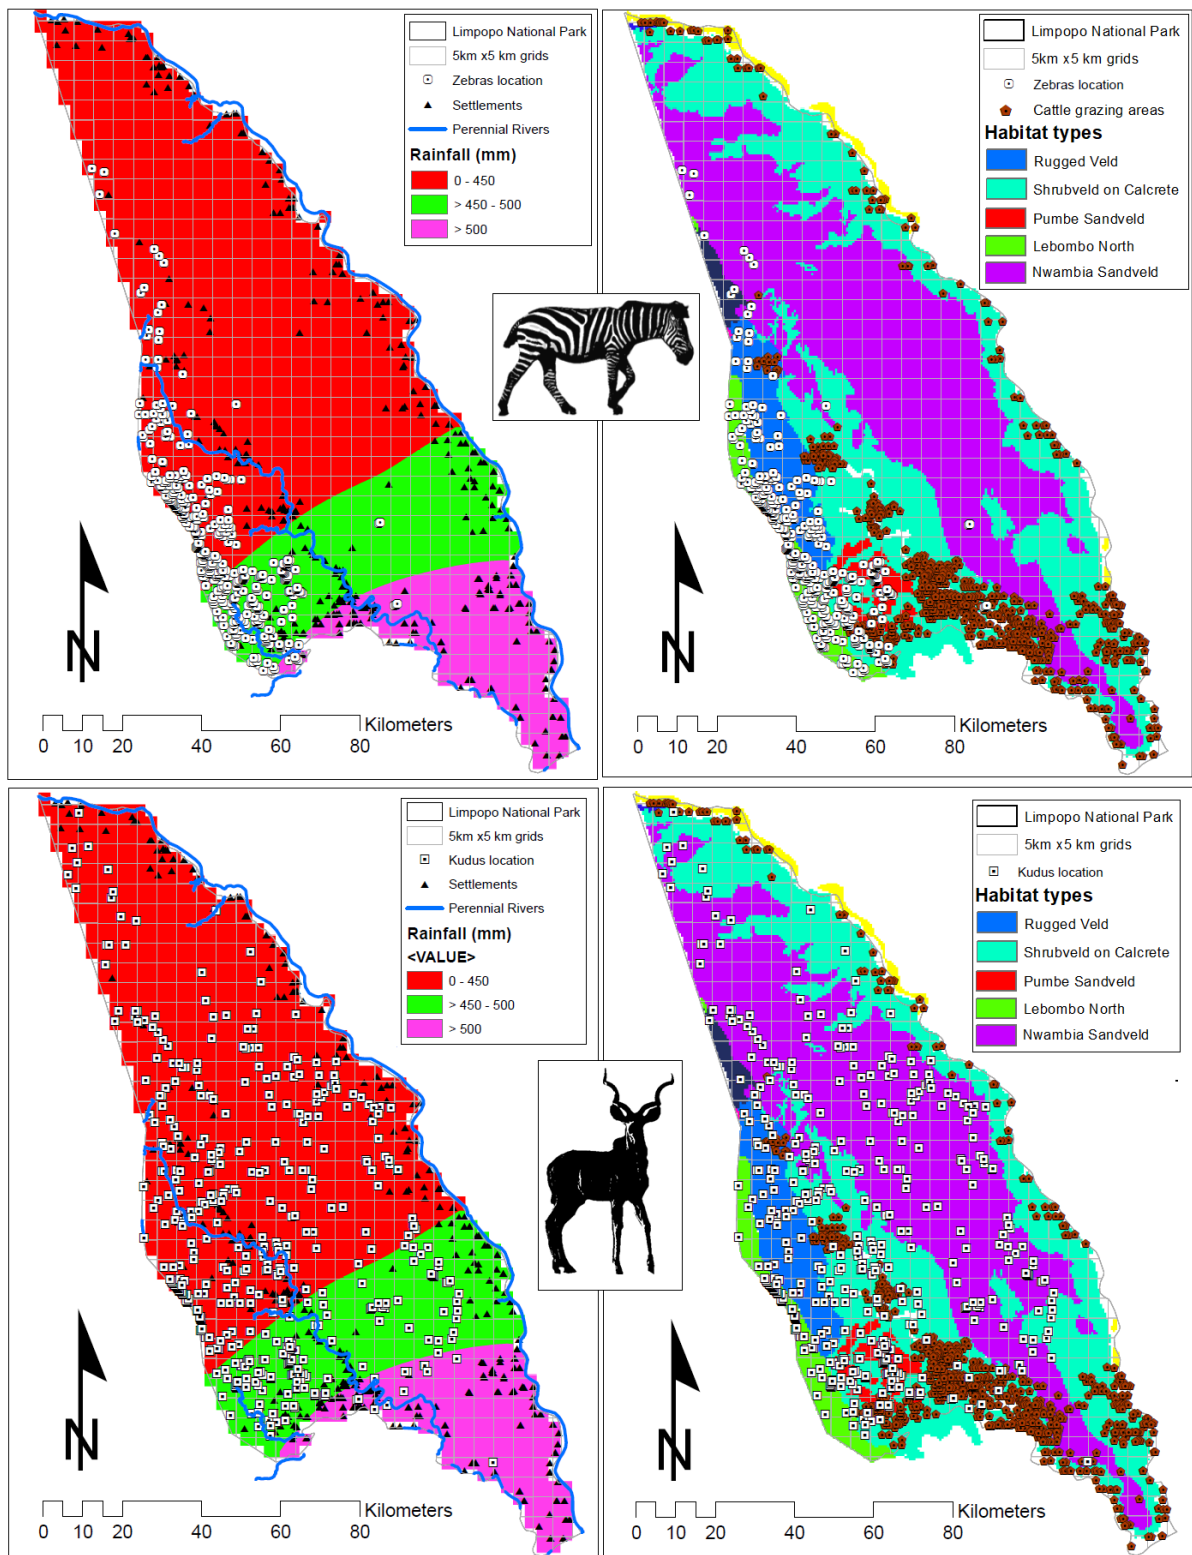 Limpopo National Park
5km x5 km grids
Zebras location
Settlements
Perennial Rivers
Rainfall (mm)
0 - 450
> 450 - 500
> 500
N
Kilometers
0 10 20 40 60 80
Limpopo National Park
5km x5 km grids
Zebras location
Cattle grazing areas
Habitat types
Rugged Veld
Shrubveld on Calcrete
Pumbe Sandveld
Lebombo North
Nwambia Sandveld
N
Kilometers
0 10 20 40 60 80
Limpopo National Park
5km x5 km grids
Kudus location
Settlements
Perennial Rivers
Rainfall (mm)
<VALUE>
0 - 450
> 450 - 500
> 500
N
Kilometers
0 10 20 40 60 80
Limpopo National Park
5km x5 km grids
Kudus location
Habitat types
Rugged Veld
Shrubveld on Calcrete
Pumbe Sandveld
Lebombo North
Nwambia Sandveld
N
Kilometers
0 10 20 40 60 80